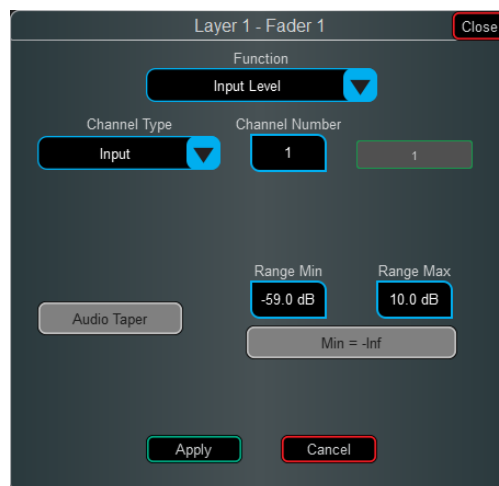 Layer 1 - Fader 1 Close
Function
Input Level
Channel Type Channel Number
Input 1 1
Range Min Range Max
-59.0 dB 10.0 dB
Audio Taper
Min = -Inf
Apply Cancel